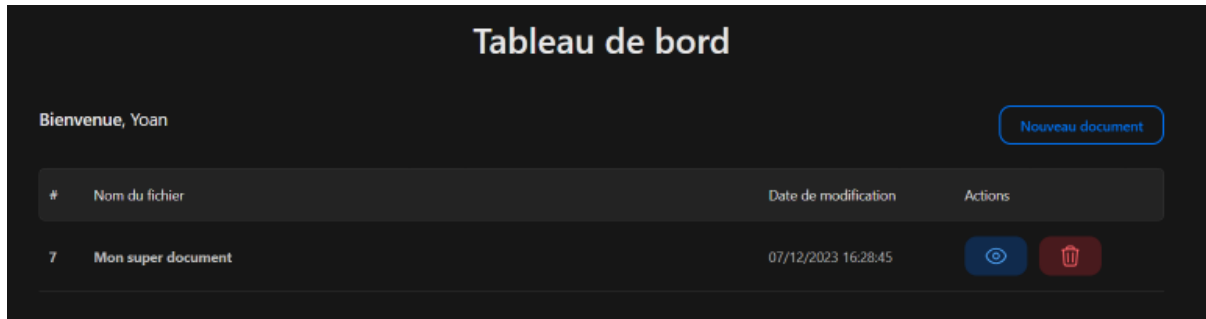 Tableau de bord
Bienvenue, Yoan
Nouveau document
# Nom du fichier Date de modification Actions
7 Mon super document 07/12/2023 16:28:45